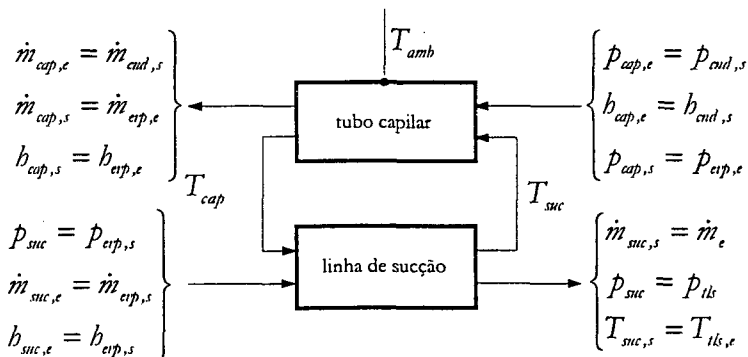 ṁ_cap,e = ṁ_cnd,s
ṁ_cap,s = ṁ_evp,e
h_cap,s = h_evp,e
T_amb
tubo capilar
p_cap,e = p_cnd,s
h_cap,e = h_cnd,s
p_cap,s = p_evp,e
T_cap
T_suc
p_suc = p_evp,s
ṁ_suc,e = ṁ_evp,s
h_suc,e = h_evp,s
linha de sucção
ṁ_suc,s = ṁ_e
p_suc = p_tls
T_suc,s = T_tls,e